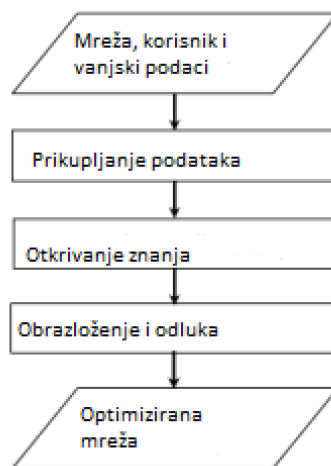 Mreža, korisnik i
vanjski podaci
Prikupljanje podataka
Otkrivanje znanja
Obrazloženje i odluka
Optimizirana
mreža